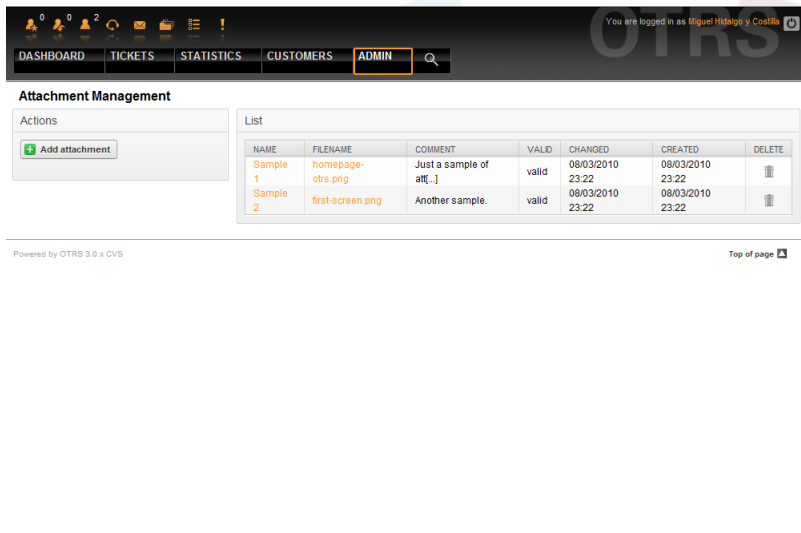 0 0 2
OTRS
You are logged in as Miguel Hidalgo y Costilla
DASHBOARD TICKETS STATISTICS CUSTOMERS ADMIN
Attachment Management
Actions
Add attachment
List
NAME FILENAME COMMENT VALID CHANGED CREATED DELETE
Sample 1 homepage-otrs.png Just a sample of att[...] valid 08/03/2010 23:22 08/03/2010 23:22
Sample 2 first-screen.png Another sample. valid 08/03/2010 23:22 08/03/2010 23:22
Powered by OTRS 3.0.x CVS
Top of page